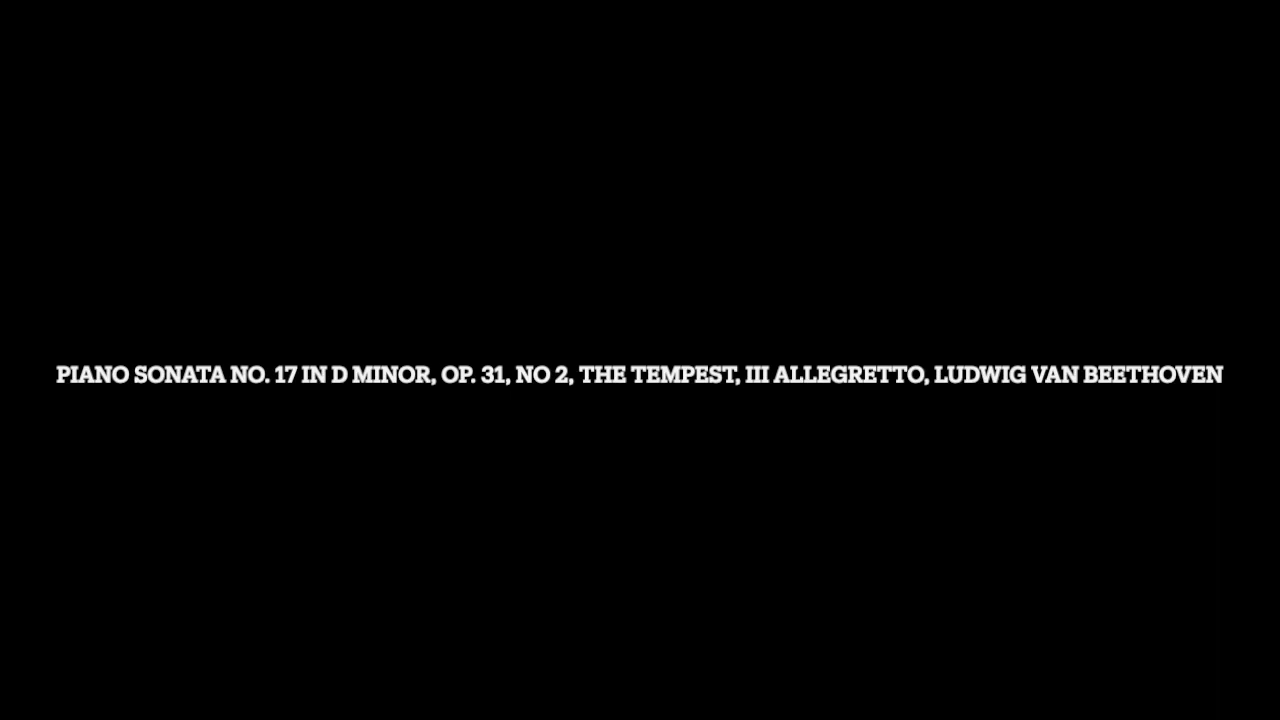 PIANO SONATA NO. 17 IN D MINOR, OP. 31, NO 2, THE TEMPEST, III ALLEGRETTO, LUDWIG VAN BEETHOVEN